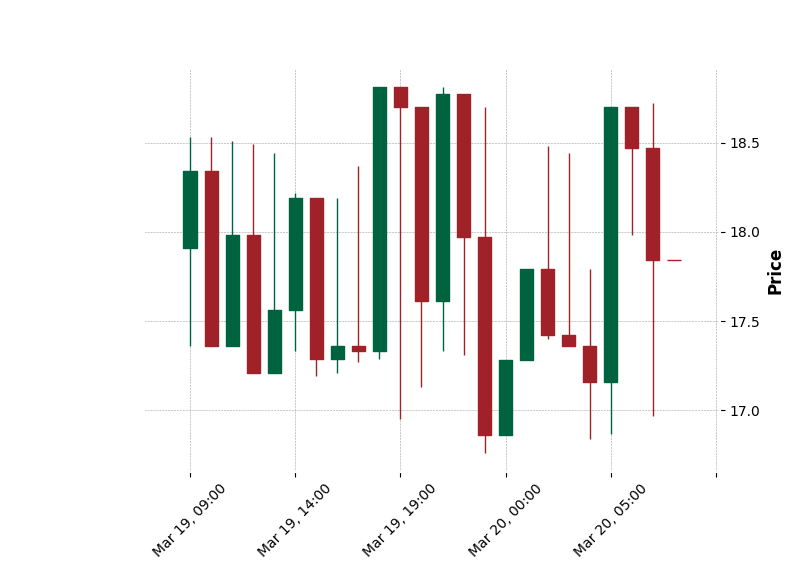 18.5
18.0
17.5
17.0
Price
Mar 19, 09:00
Mar 19, 14:00
Mar 19, 19:00
Mar 20, 00:00
Mar 20, 05:00